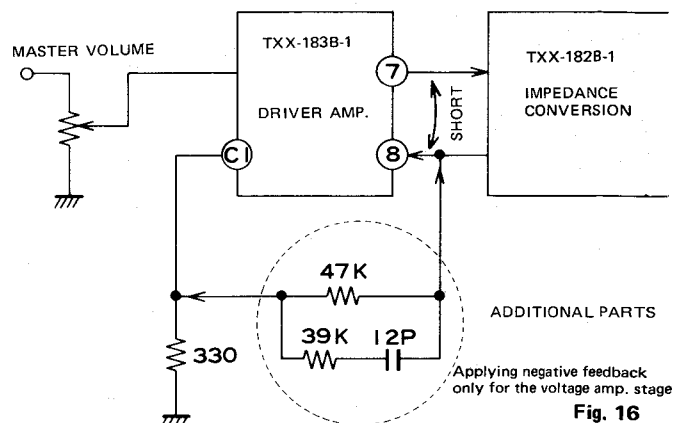 MASTER VOLUME
TXX-183B-1
DRIVER AMP.
7
8
C1
SHORT
TXX-182B-1
IMPEDANCE
CONVERSION
47K
39K
12P
330
ADDITIONAL PARTS
Applying negative feedback
only for the voltage amp. stage
Fig. 16